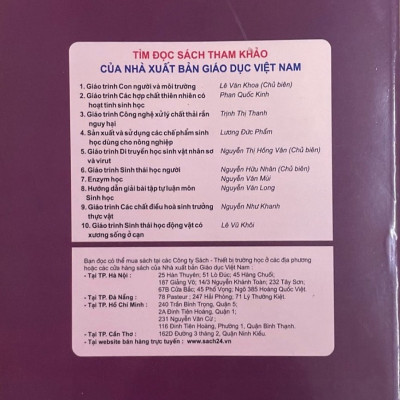 TÌM ĐỌC SÁCH THAM KHẢO
CỦA NHÀ XUẤT BẢN GIÁO DỤC VIỆT NAM
1. Giáo trình Con người và môi trường Lê Văn Khoa (Chủ biên)
2. Giáo trình Các hợp chất thiên nhiên có Phan Quốc Kinh
hoạt tính sinh học
3. Giáo trình Công nghệ xử lý chất thải rắn Trịnh Thị Thanh
nguy hại
4. Sản xuất và sử dụng các chế phẩm sinh Lương Đức Phẩm
học dùng cho nông nghiệp
5. Giáo trình Di truyền học sinh vật nhân sơ Nguyễn Thị Hồng Vân (Chủ biên)
và virut
6. Giáo trình Sinh thái học người Nguyễn Hữu Nhân (Chủ biên)
7. Enzym học Nguyễn Văn Mùi
8. Hướng dẫn giải bài tập tự luận môn Nguyễn Văn Long
Sinh học
9. Giáo trình Các chất điều hoà sinh trưởng Nguyễn Như Khanh
thực vật
10. Giáo trình Sinh thái học động vật có Lê Vũ Khôi
xương sống ở cạn
Bạn đọc có thể mua sách tại các Công ty Sách - Thiết bị trường học ở các địa phương
hoặc các cửa hàng sách của Nhà xuất bản Giáo dục Việt Nam :
- Tại TP. Hà Nội : 25 Hàn Thuyên; 51 Lò Đúc; 45 Hàng Chuối;
187 Giảng Võ; 14/3 Nguyễn Khánh Toàn; 232 Tây Sơn;
67B Cửa Bắc; 45 Phố Vọng; Ngõ 385 Hoàng Quốc Việt.
- Tại TP. Đà Nẵng : 78 Pasteur ; 247 Hải Phòng; 71 Lý Thường Kiệt.
- Tại TP. Hồ Chí Minh : 240 Trần Bình Trọng, Quận 5;
2A Đinh Tiên Hoàng, Quận 1;
231 Nguyễn Văn Cừ ;
116 Đinh Tiên Hoàng, Phường 1, Quận Bình Thạnh.
- Tại TP. Cần Thơ : 162D Đường 3 tháng 2, Quận Ninh Kiều.
- Tại website bán hàng trực tuyến : www.sach24.vn